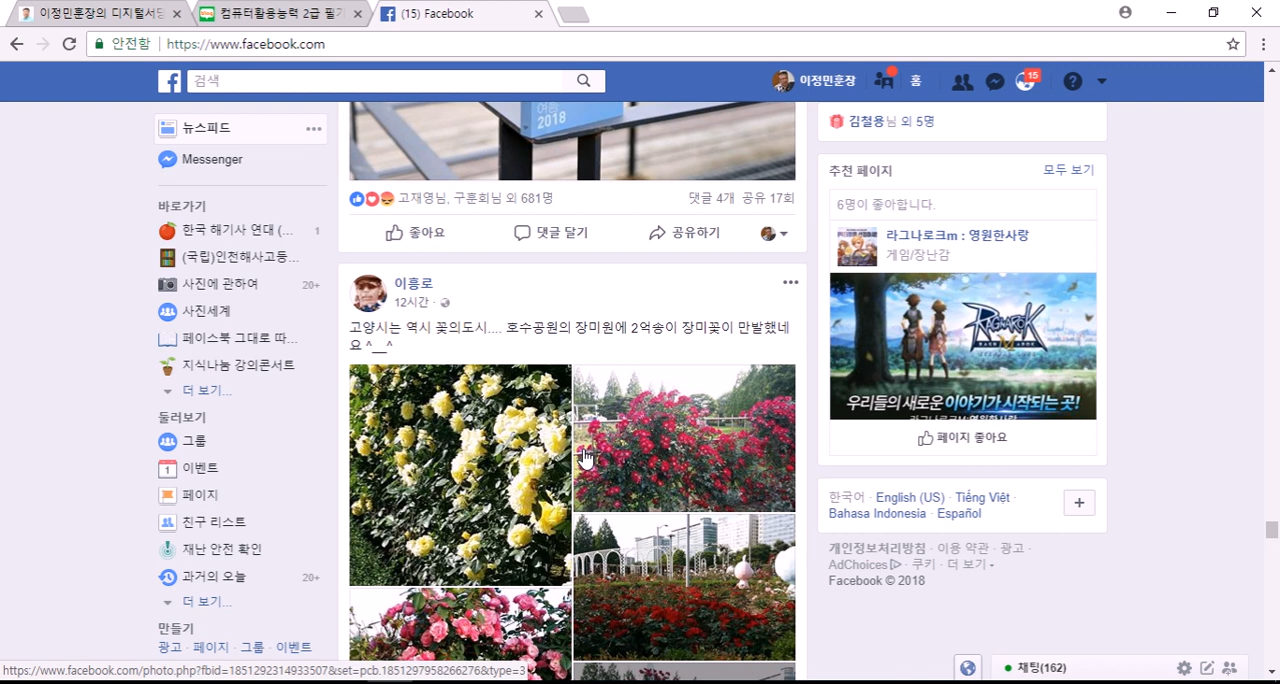 이정민훈장의 디지털서당
컴퓨터활용능력 2급 필기
(15) Facebook
안전함
https://www.facebook.com
검색
이정민훈장
홈
15
뉴스피드
Messenger
바로가기
한국 해기사 연대 (...
1
(국립)인천해사고등...
사진에 관하여
20+
사진세계
페이스북 그대로 따...
지식나눔 강의콘서트
더 보기...
둘러보기
그룹
이벤트
페이지
친구 리스트
재난 안전 확인
과거의 오늘
20+
더 보기...
만들기
광고 · 페이지 · 그룹 · 이벤트
https://www.facebook.com/photo.php?fbid=1851292314933507&set=pcb.1851297958266276&type=3
2018
고재영님, 구훈회님 외 681명
댓글 4개 공유 17회
좋아요
댓글 달기
공유하기
이흥로
12시간 ·
고양시는 역시 꽃의도시.... 호수공원의 장미원에 2억송이 장미꽃이 만발했네
요 ^__^
김철용님 외 5명
추천 페이지
모두 보기
6명이 좋아합니다.
라그나로크m : 영원한사랑
게임/장난감
RAGNAROK
우리들의 새로운 이야기가 시작되는 곳!
라그나로크M:영원한사랑
페이지 좋아요
한국어 · English (US) · Tiếng Việt ·
Bahasa Indonesia · Español
개인정보처리방침 · 이용 약관 · 광고 ·
AdChoices · 쿠키 · 더 보기
Facebook © 2018
채팅(162)